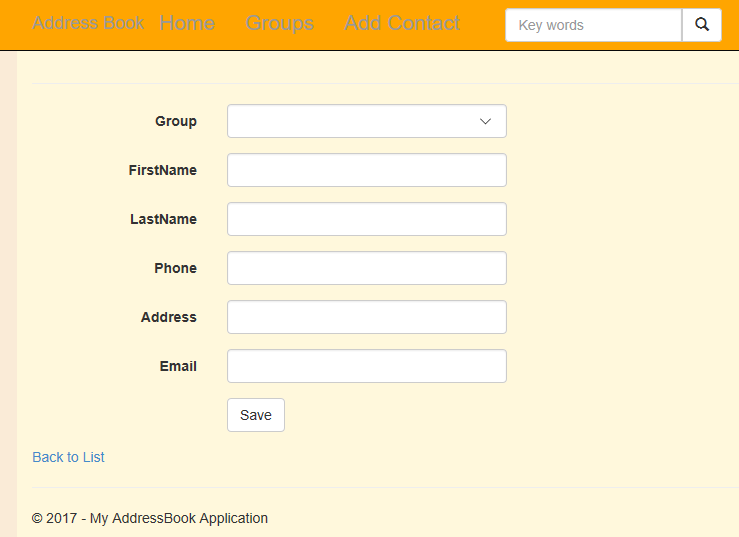 Address Book Home Groups Add Contact Key words
Group
FirstName
LastName
Phone
Address
Email
Save
Back to List
© 2017 - My AddressBook Application